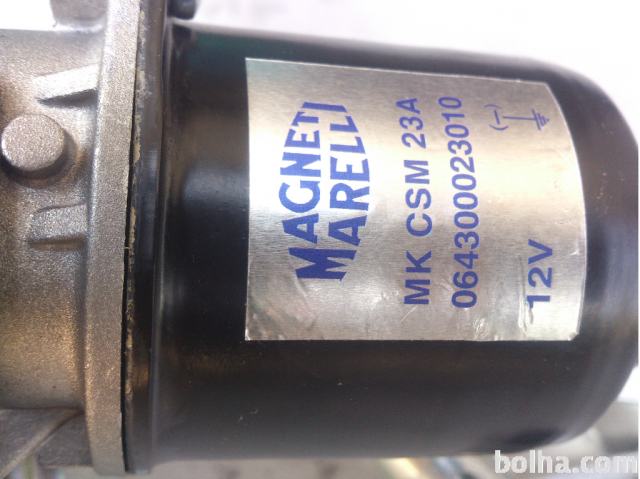 MAGNETI
MARELLI
MK CSM 23A
064300023010
(-)
12V
bolha.com